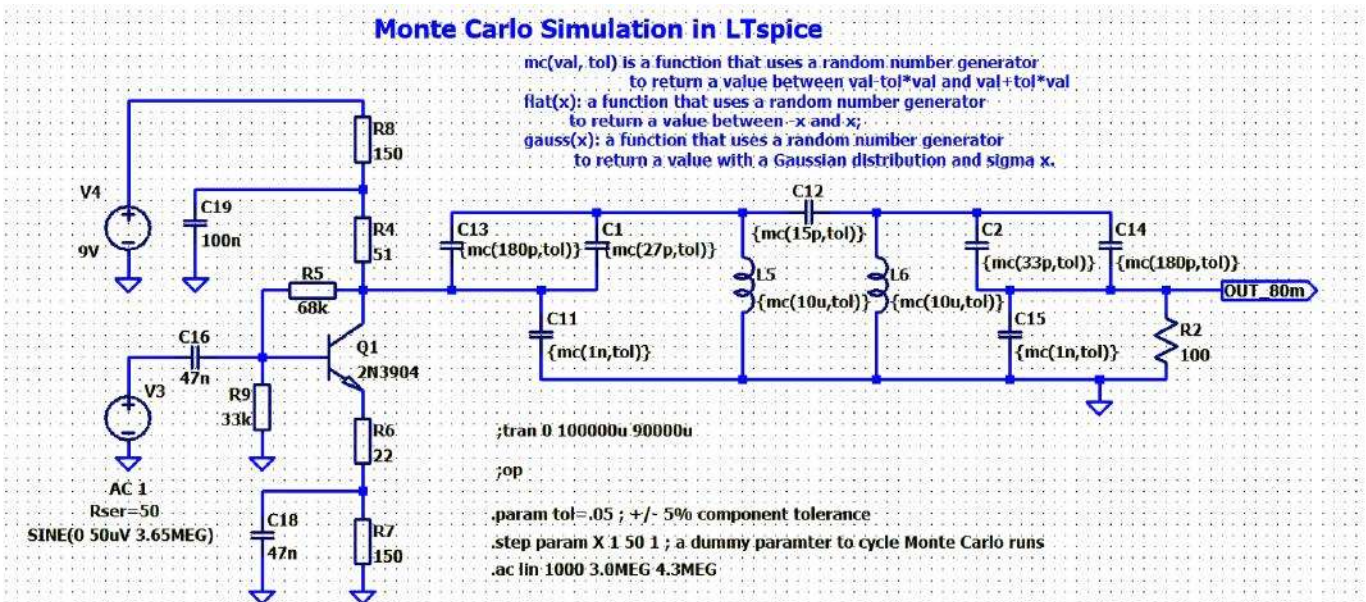 Monte Carlo Simulation in LTspice
mc(val, tol) is a function that uses a random number generator
to return a value between val-tol*val and val+tol*val
flat(x): a function that uses a random number generator
to return a value between -x and x;
gauss(x): a function that uses a random number generator
to return a value with a Gaussian distribution and sigma x.
R8
150
V4
9V
C19
100n
R4
51
R5
68k
C16
47n
V3
R9
33k
Q1
2N3904
R6
22
AC 1
Rser=50
SINE(0 50uV 3.65MEG)
C18
47n
R7
150
C13
{mc(180p,tol)}
C1
{mc(27p,tol)}
C11
{mc(1n,tol)}
C12
{mc(15p,tol)}
L5
{mc(10u,tol)}
L6
{mc(10u,tol)}
C2
{mc(33p,tol)}
C14
{mc(180p,tol)}
C15
{mc(1n,tol)}
OUT_80m
R2
100
;tran 0 100000u 90000u
;op
.param tol=.05 ; +/- 5% component tolerance
.step param X 1 50 1 ; a dummy paramter to cycle Monte Carlo runs
.ac lin 1000 3.0MEG 4.3MEG